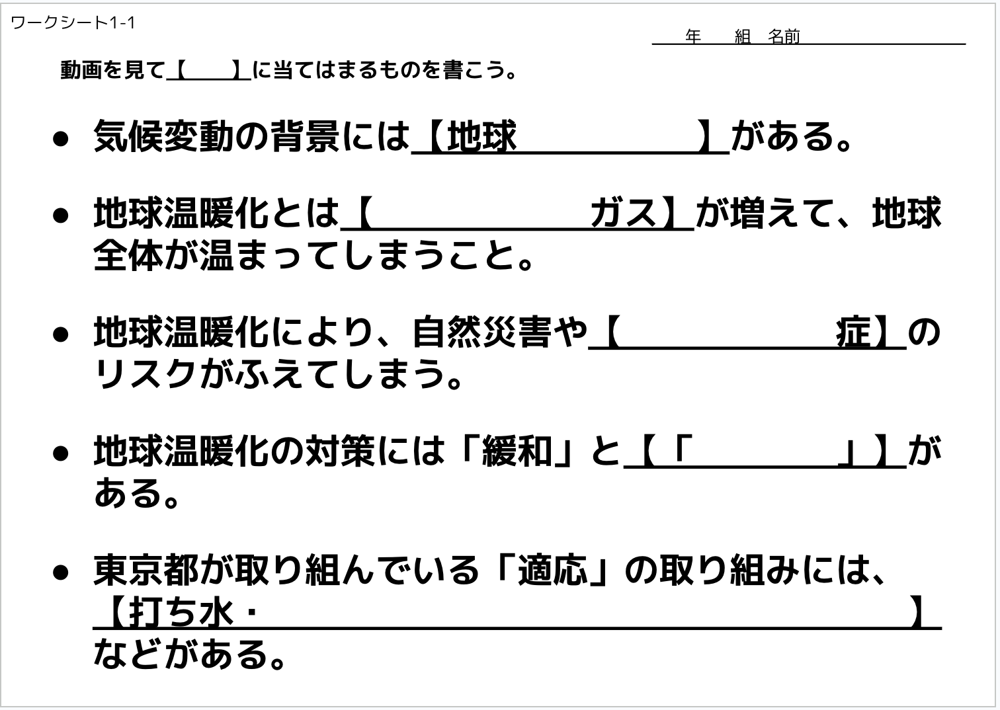 ワークシート1-1
年　　組　名前
動画を見て【　　】に当てはまるものを書こう。
● 気候変動の背景には【地球　　　　　】がある。
● 地球温暖化とは【　　　　　　ガス】が増えて、地球
全体が温まってしまうこと。
● 地球温暖化により、自然災害や【　　　　　　症】の
リスクがふえてしまう。
● 地球温暖化の対策には「緩和」と【「　　　　」】が
ある。
● 東京都が取り組んでいる「適応」の取り組みには、
【打ち水・　　　　　　　　　　　　　　　　　　】
などがある。